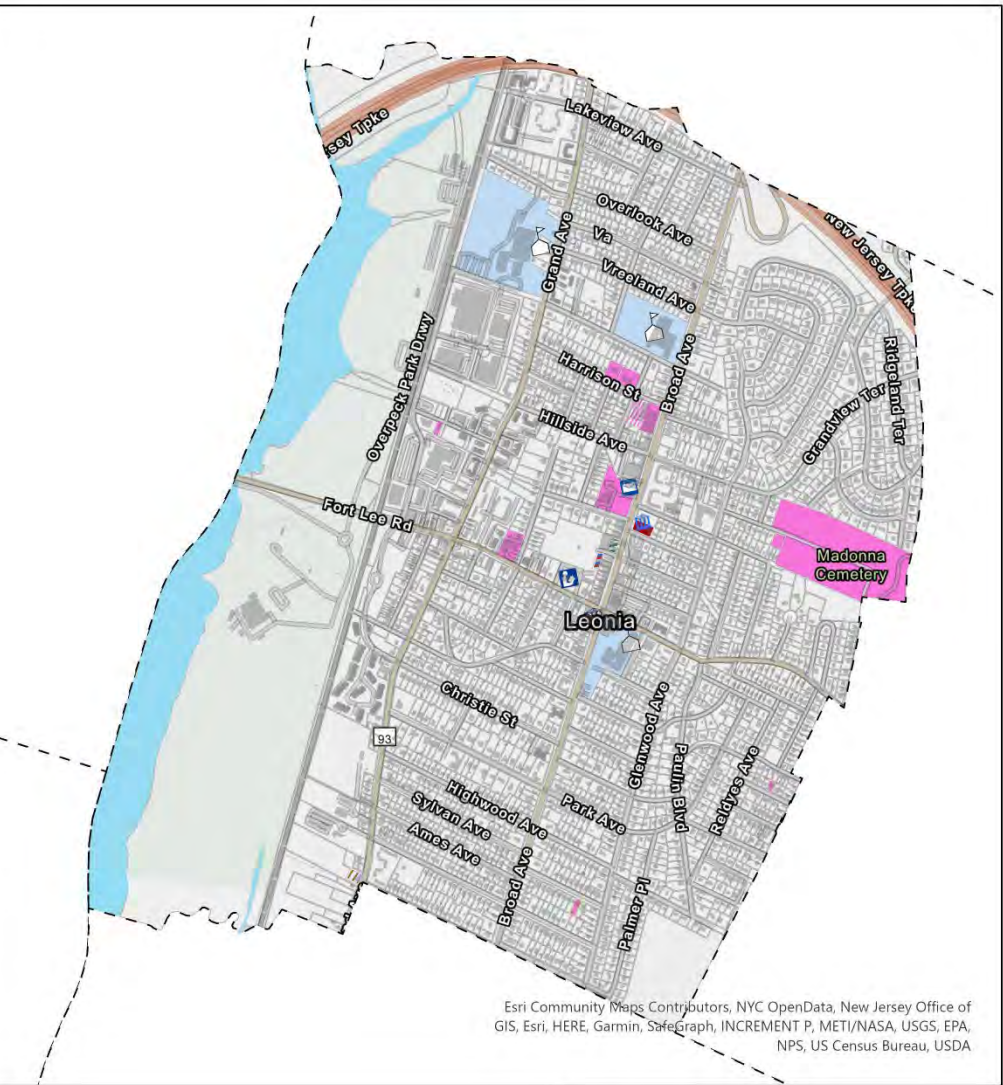 Lakeview Ave
sey Tpke
Overlook Ave
Va
Grand Ave
New Jersey Tpke
Vreeland Ave
Broad Ave
Ridgeland Ter
Overpeck Park Drwy
Harrison St
Grandview Ter
Hillside Ave
Fort Lee Rd
Madonna
Cemetery
Leonia
Christie St
Glenwood Ave
93
Paulin Blvd
Reldyes Ave
Highwood Ave
Park Ave
Sylvan Ave
Ames Ave
Broad Ave
Palmer Pl
Esri Community Maps Contributors, NYC OpenData, New Jersey Office of
GIS, Esri, HERE, Garmin, SafeGraph, INCREMENT P, METI/NASA, USGS, EPA,
NPS, US Census Bureau, USDA